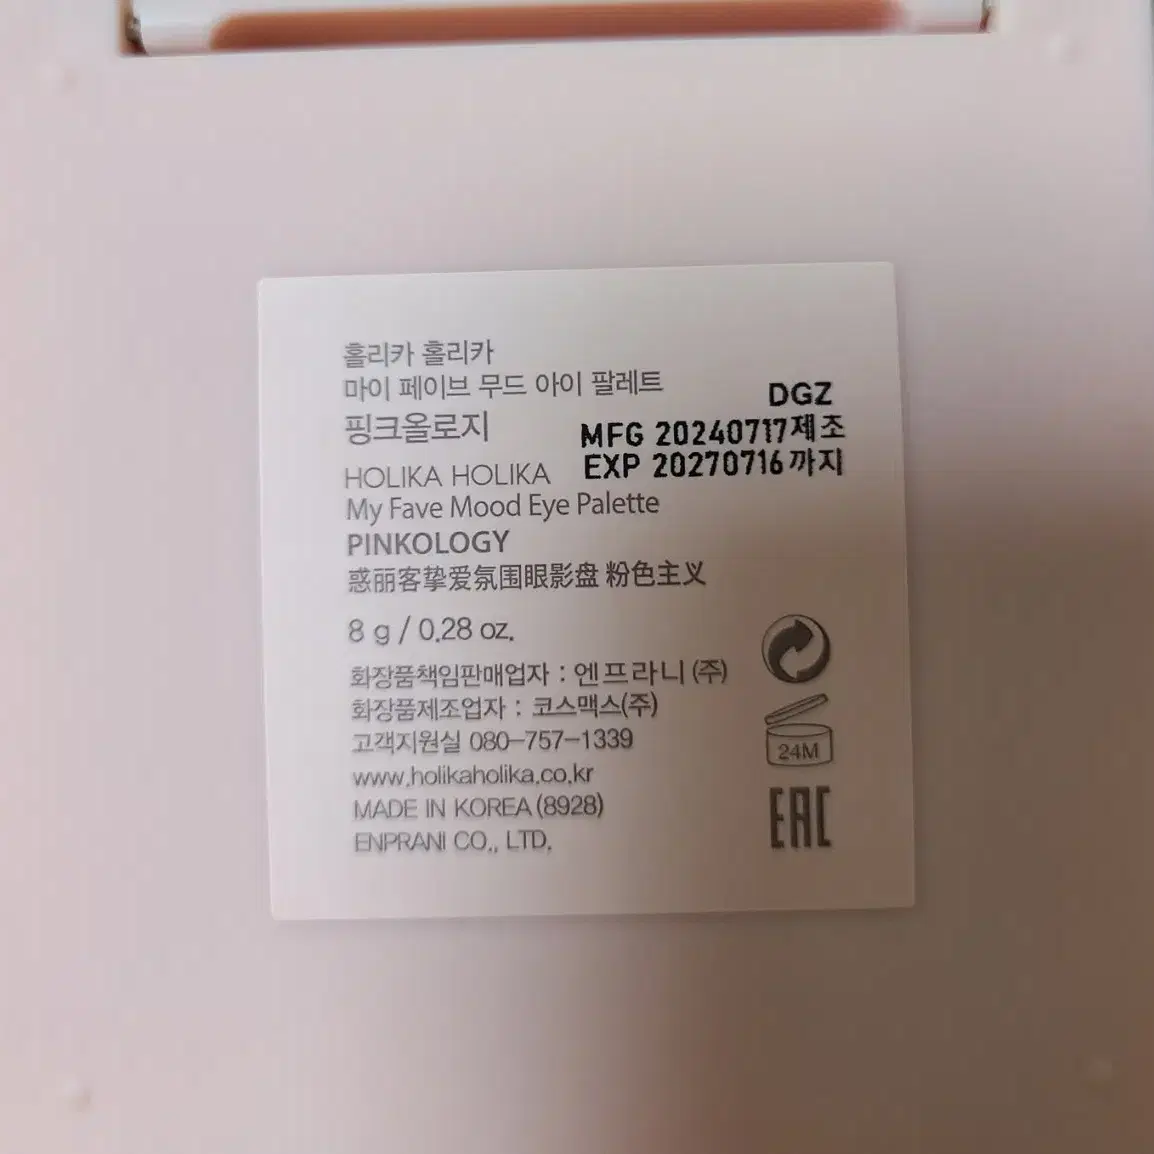 홀리카 홀리카
마이 페이브 무드 아이 팔레트
핑크올로지
DGZ
MFG 20240717제조
EXP 20270716까지
HOLIKA HOLIKA
My Fave Mood Eye Palette
PINKOLOGY
惑丽客挚爱氛围眼影盘 粉色主义
8 g / 0.28 oz.
화장품책임판매업자 : 엔프라니 (주)
화장품제조업자 : 코스맥스(주)
고객지원실 080-757-1339
www.holikaholika.co.kr
MADE IN KOREA (8928)
ENPRANI CO., LTD.
24M
EAC